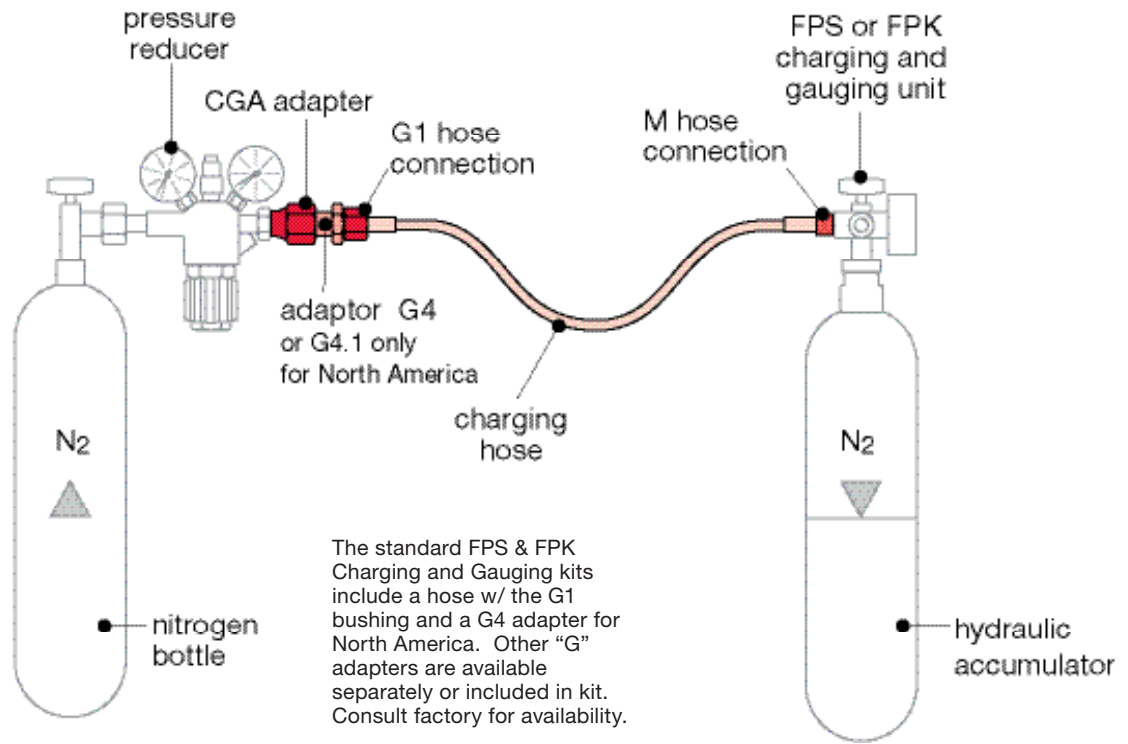 pressure
reducer
CGA adapter
G1 hose
connection
M hose
connection
FPS or FPK
charging and
gauging unit
adaptor G4
or G4.1 only
for North America
charging
hose
N2
N2
The standard FPS & FPK
Charging and Gauging kits
include a hose w/ the G1
bushing and a G4 adapter for
North America. Other “G”
adapters are available
separately or included in kit.
Consult factory for availability.
nitrogen
bottle
hydraulic
accumulator